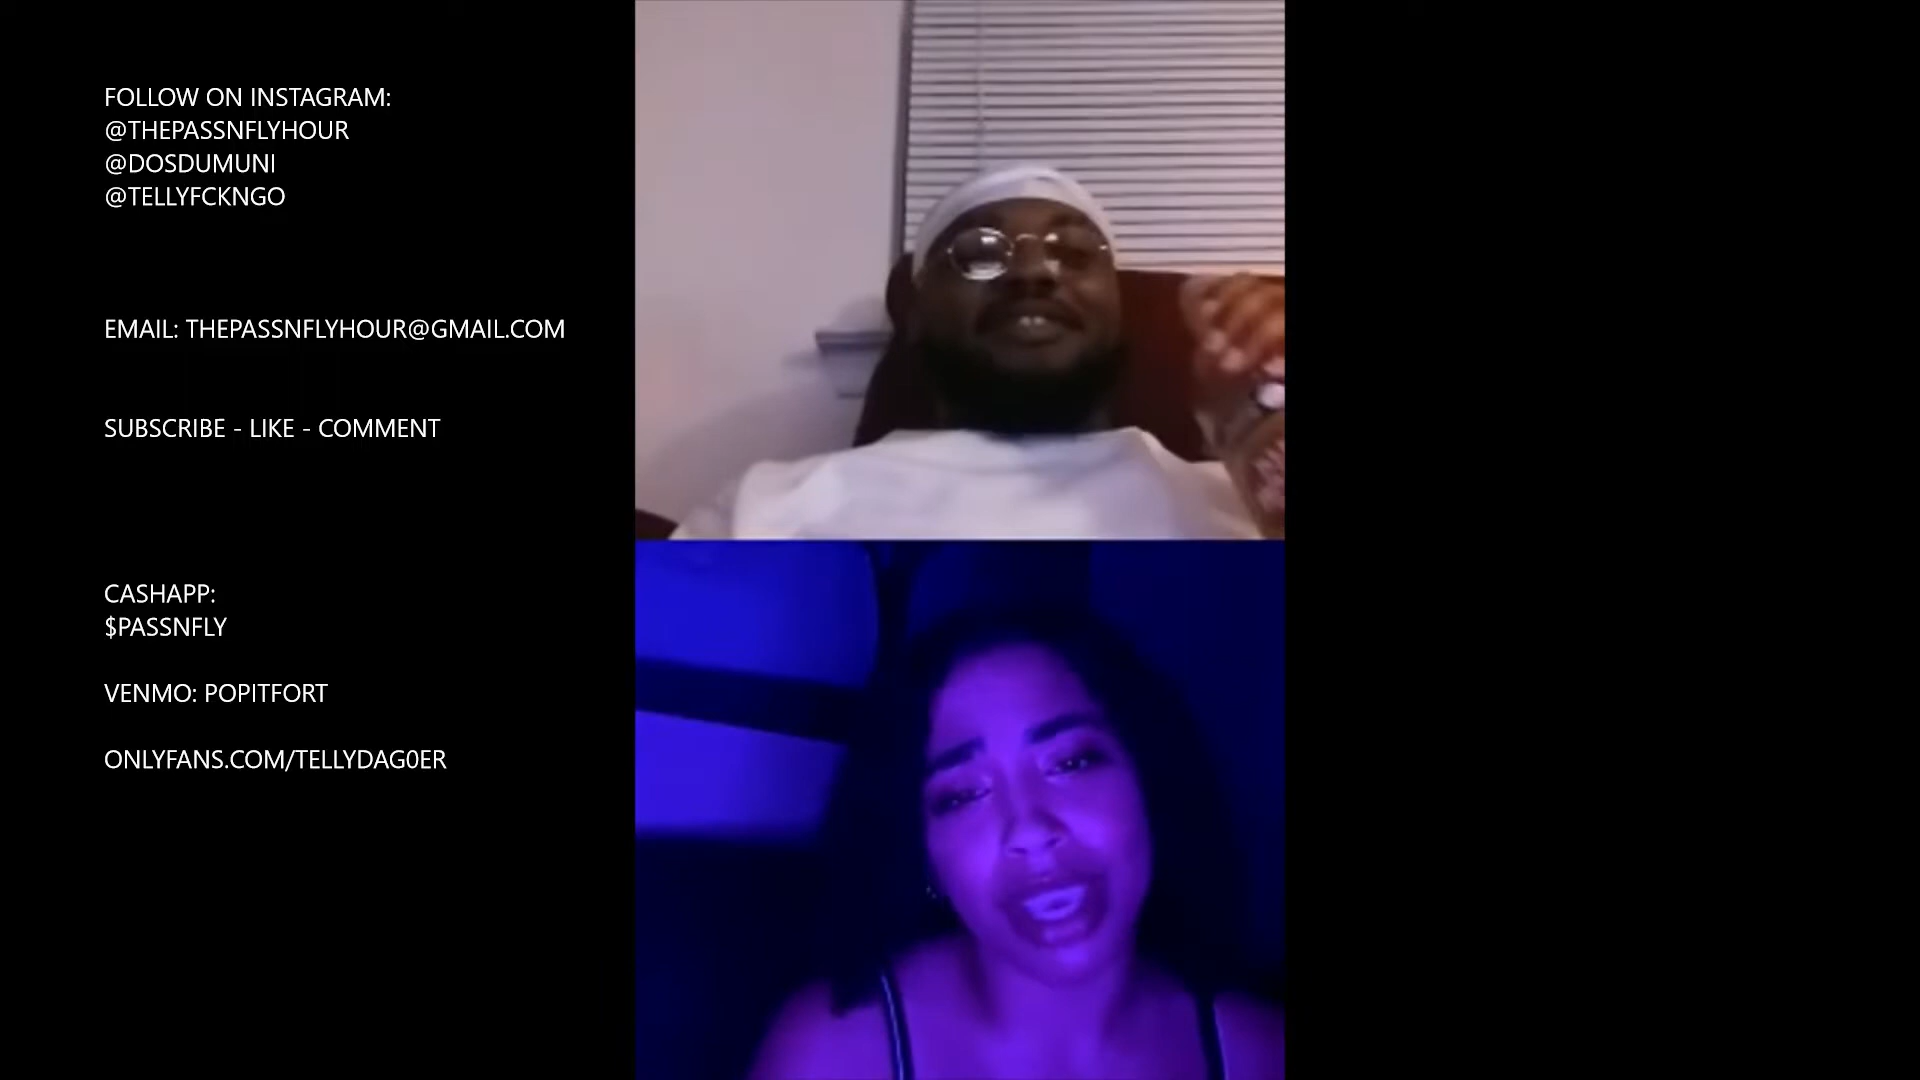 FOLLOW ON INSTAGRAM:
@THEPASSNFLYHOUR
@DOSDUMUNI
@TELLYFCKNGO
EMAIL: THEPASSNFLYHOUR@GMAIL.COM
SUBSCRIBE - LIKE - COMMENT
CASHAPP:
$PASSNFLY
VENMO: POPITFORT
ONLYFANS.COM/TELLYDAG0ER